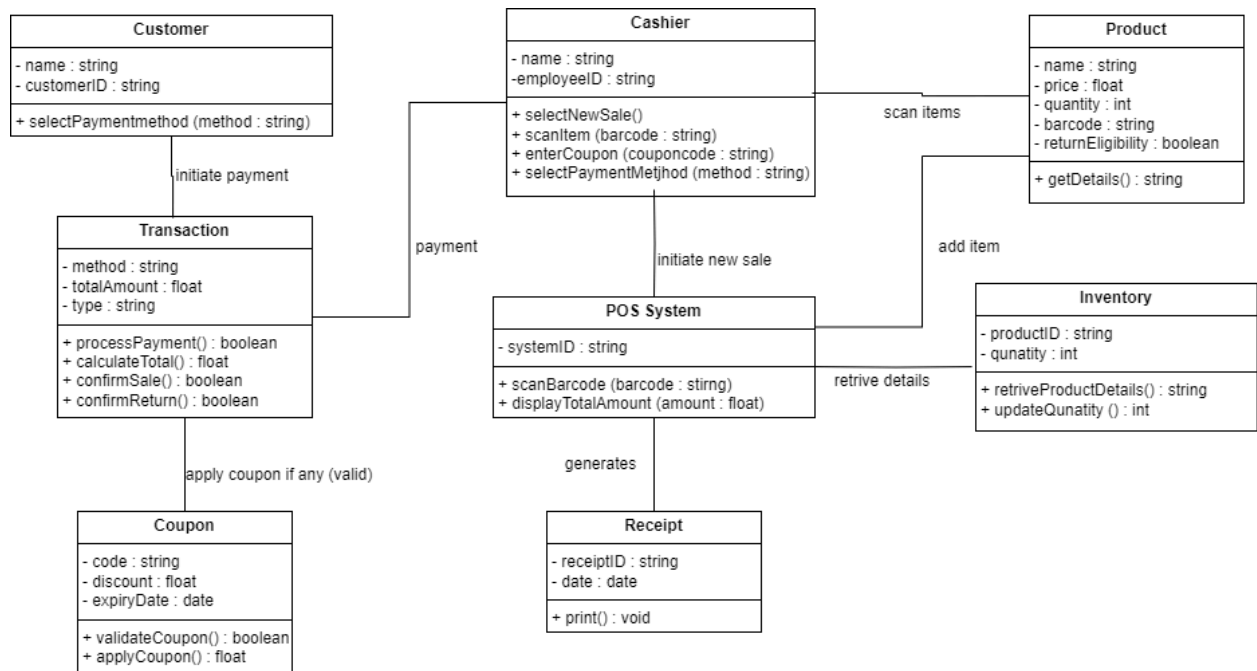 Customer
- name : string
- customerID : string
+ selectPaymentmethod (method : string)
initiate payment
Cashier
- name : string
-employeeID : string
+ selectNewSale()
+ scanItem (barcode : string)
+ enterCoupon (couponcode : string)
+ selectPaymentMetjhod (method : string)
scan items
Product
- name : string
- price : float
- quantity : int
- barcode : string
- returnEligibility : boolean
+ getDetails() : string
Transaction
- method : string
- totalAmount : float
- type : string
+ processPayment() : boolean
+ calculateTotal() : float
+ confirmSale() : boolean
+ confirmReturn() : boolean
payment
initiate new sale
add item
POS System
- systemID : string
+ scanBarcode (barcode : stirng)
+ displayTotalAmount (amount : float)
retrive details
Inventory
- productID : string
- qunatity : int
+ retriveProductDetails() : string
+ updateQunatity () : int
apply coupon if any (valid)
generates
Coupon
- code : string
- discount : float
- expiryDate : date
+ validateCoupon() : boolean
+ applyCoupon() : float
Receipt
- receiptID : string
- date : date
+ print() : void